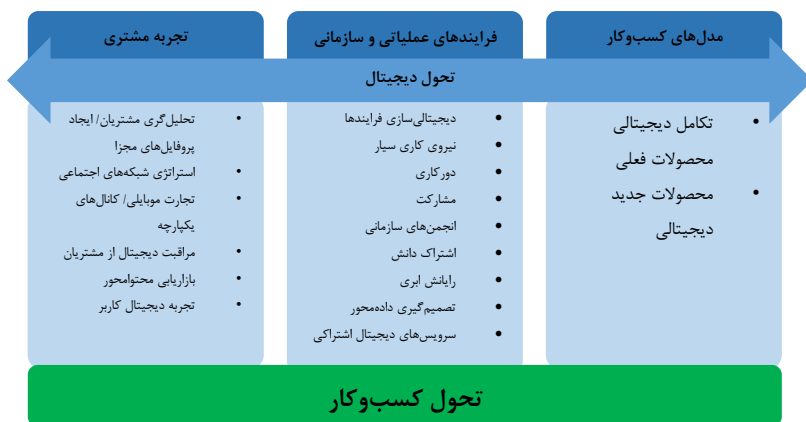 مدل‌های کسب‌وکار
فرایندهای عملیاتی و سازمانی
تجربه مشتری
تحول دیجیتال
• تکامل دیجیتالی
محصولات فعلی
• محصولات جدید
دیجیتالی
• دیجیتالی‌سازی فرایندها
• نیروی کاری سیار
• دورکاری
• مشارکت
• انجمن‌های سازمانی
• اشتراک دانش
• رایانش ابری
• تصمیم‌گیری داده‌محور
• سرویس‌های دیجیتال اشتراکی
• تحلیل‌گری مشتریان/ ایجاد
پروفایل‌های مجزا
• استراتژی شبکه‌های اجتماعی
• تجارت موبایلی/ کانال‌های
یکپارچه
• مراقبت دیجیتال از مشتریان
• بازاریابی محتوامحور
• تجربه دیجیتال کاربر
تحول کسب‌وکار